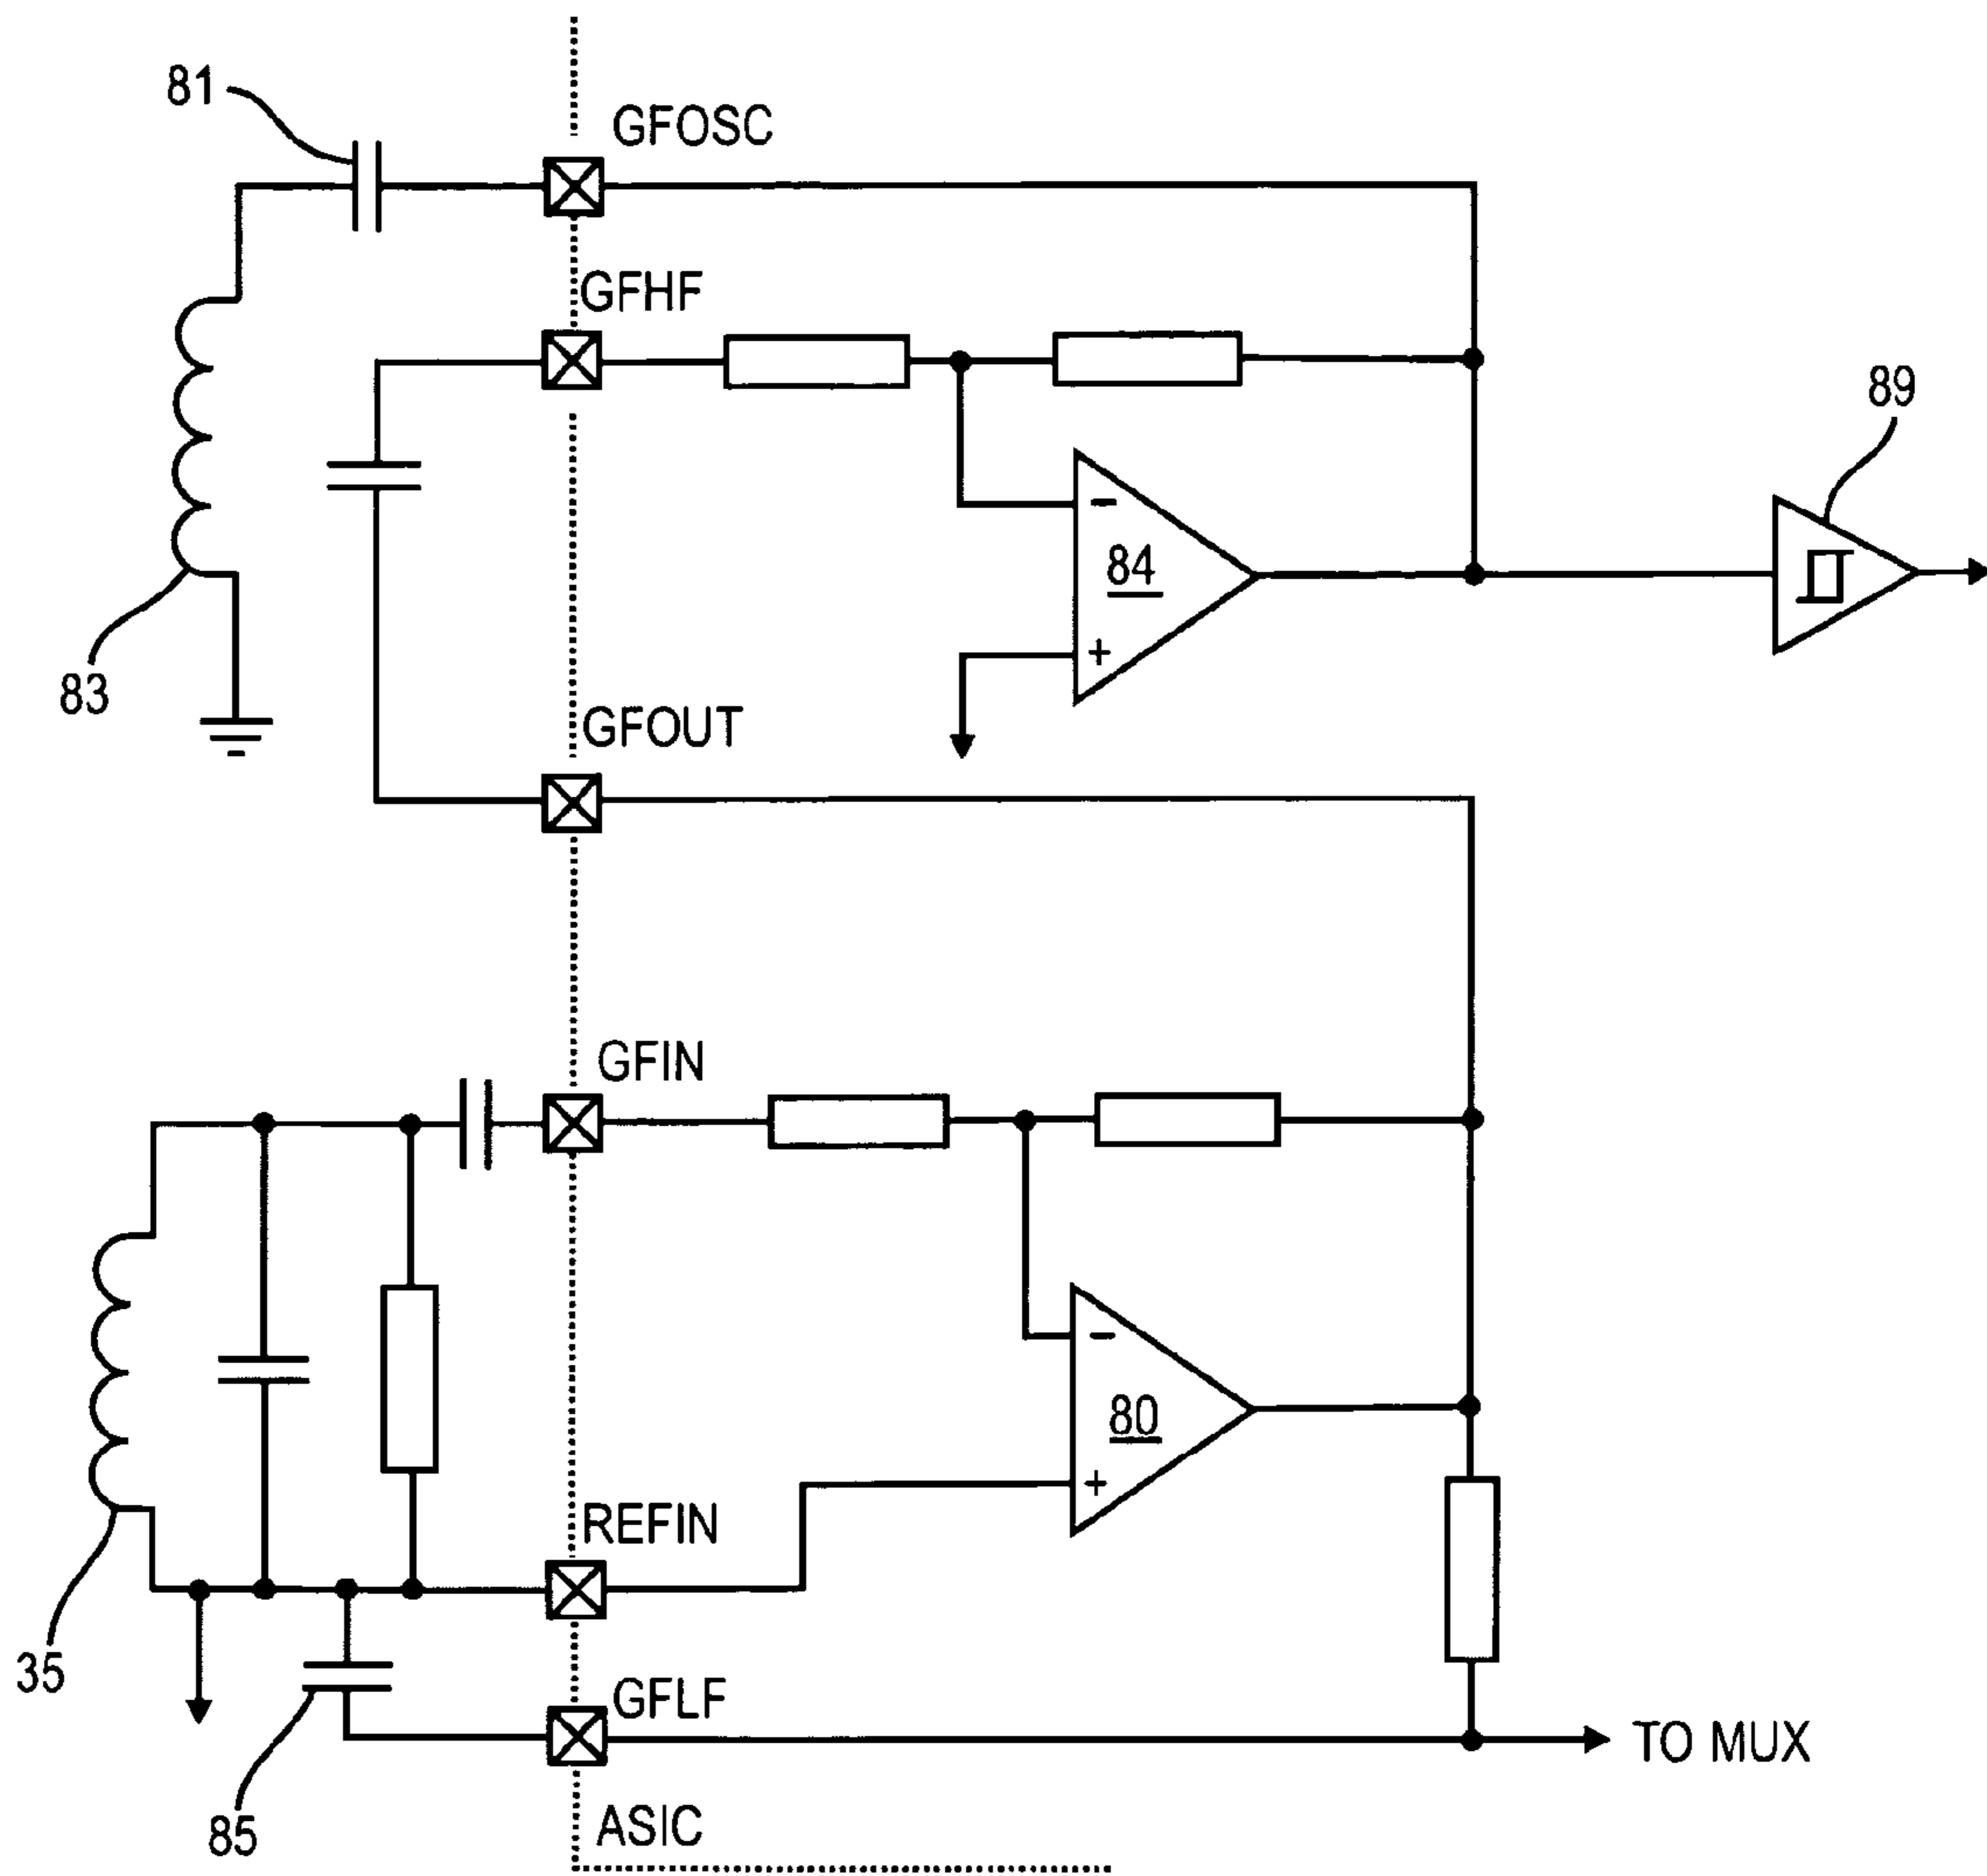 81
GFOSC
GFHF
89
-
84
+
83
GFOUT
GFIN
-
80
+
REFIN
35
GFLF
TO MUX
85
ASIC